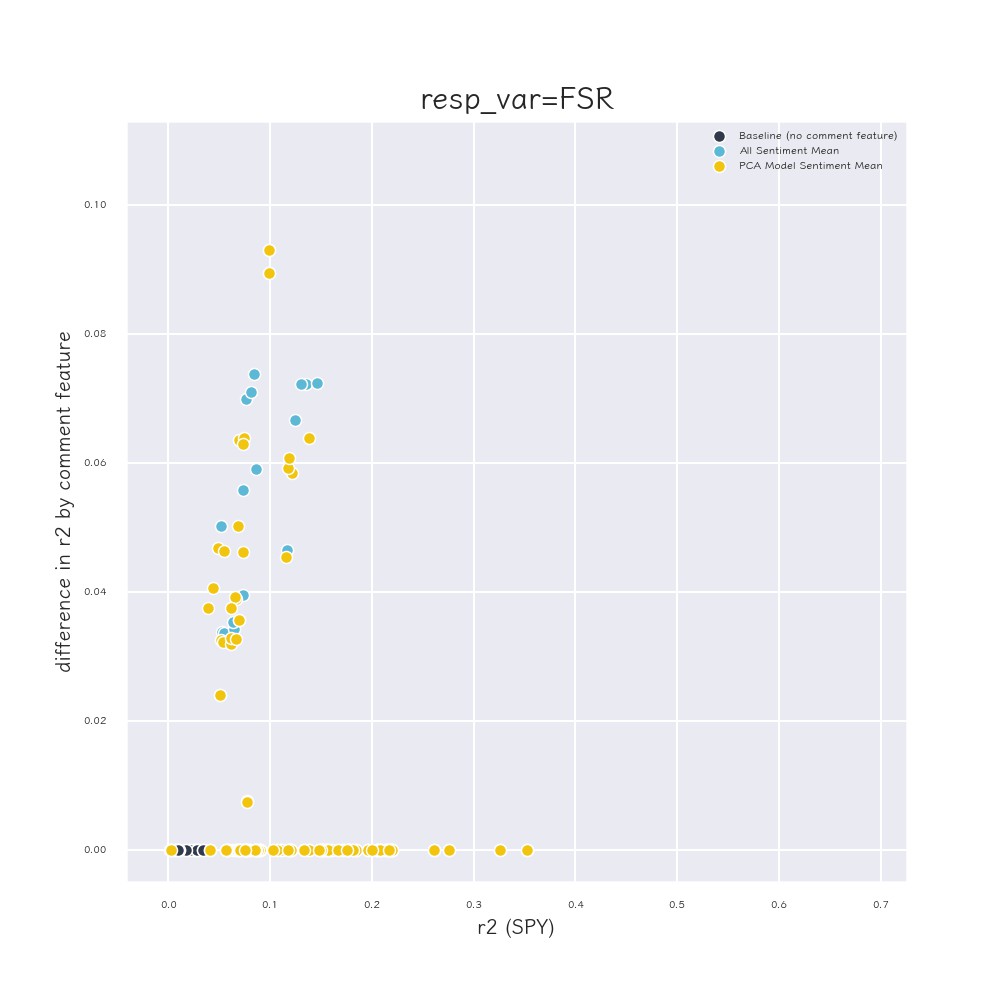 resp_var=FSR
Baseline (no comment feature)
All Sentiment Mean
PCA Model Sentiment Mean
difference in r2 by comment feature
0.10
0.08
0.06
0.04
0.02
0.00
0.0 0.1 0.2 0.3 0.4 0.5 0.6 0.7
r2 (SPY)